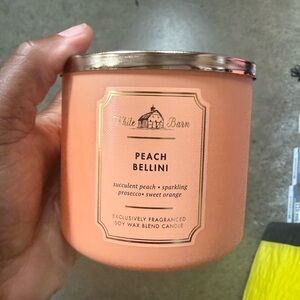 White Barn
PEACH
BELLINI
succulent peach • sparkling
prosecco • sweet orange
EXCLUSIVELY FRAGRANCED
SOY WAX BLEND CANDLE